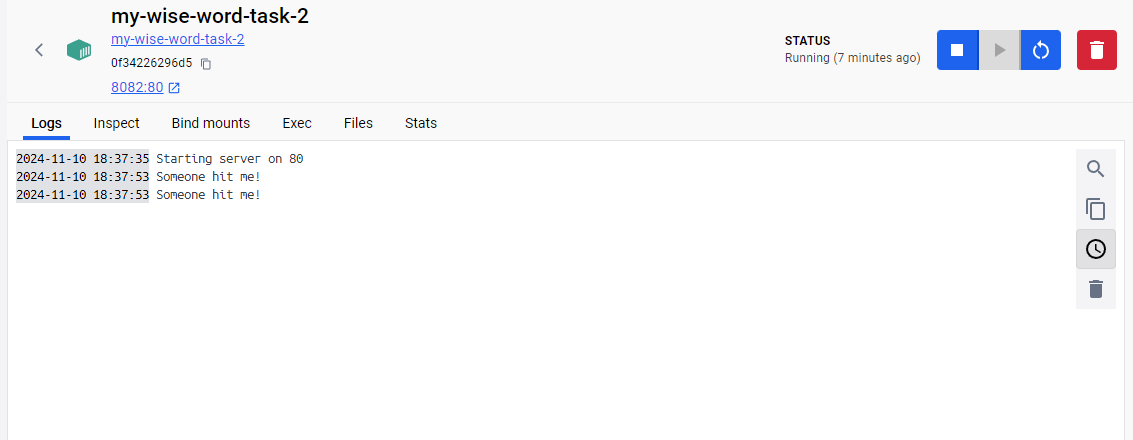 my-wise-word-task-2
my-wise-word-task-2
0f34226296d5
8082:80
STATUS
Running (7 minutes ago)
Logs Inspect Bind mounts Exec Files Stats
2024-11-10 18:37:35 Starting server on 80
2024-11-10 18:37:53 Someone hit me!
2024-11-10 18:37:53 Someone hit me!